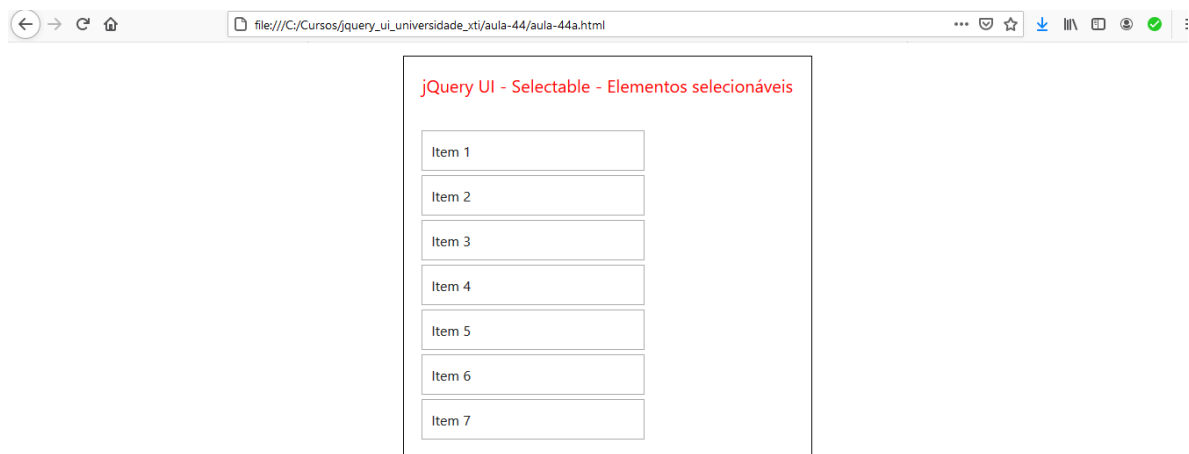 file:///C:/Cursos/jquery_ui_universidade_xti/aula-44/aula-44a.html
jQuery UI - Selectable - Elementos selecionáveis
Item 1
Item 2
Item 3
Item 4
Item 5
Item 6
Item 7